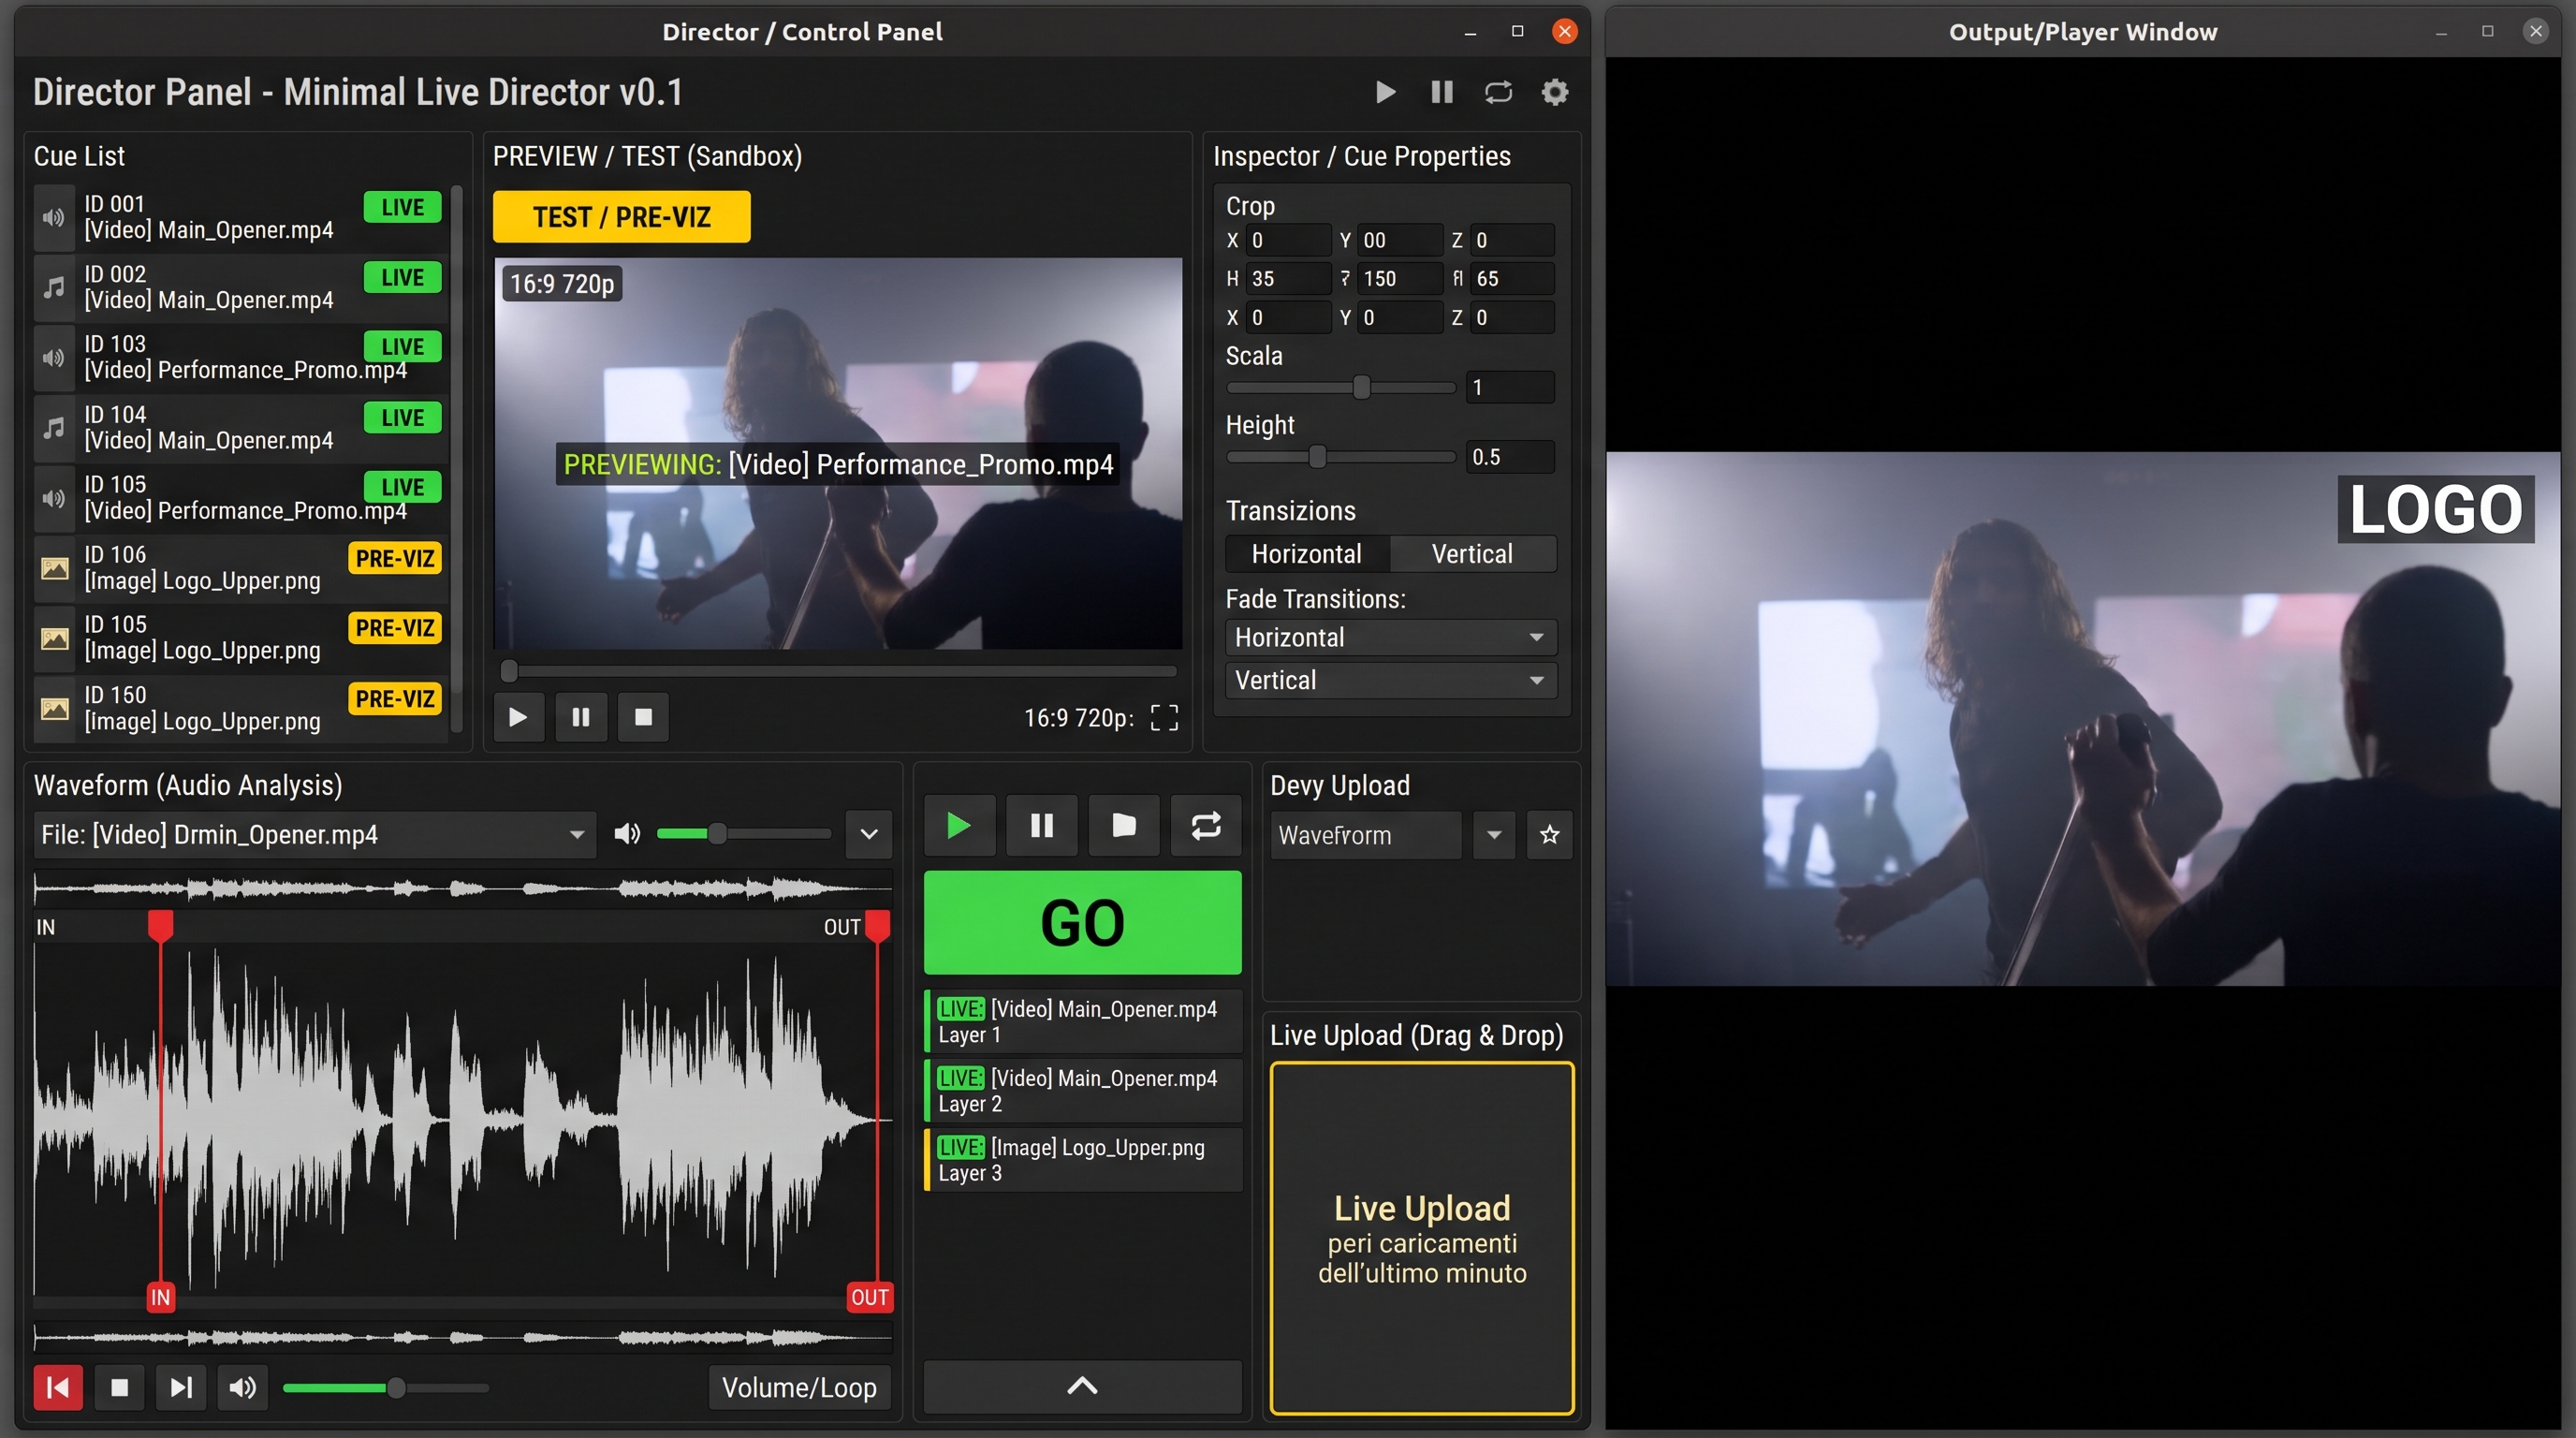 Director / Control Panel
Director Panel - Minimal Live Director v0.1
Cue List
ID 001
LIVE
[Video] Main_Opener.mp4
ID 002
LIVE
[Video] Main_Opener.mp4
ID 103
LIVE
[Video] Performance_Promo.mp4
ID 104
LIVE
[Video] Main_Opener.mp4
ID 105
LIVE
[Video] Performance_Promo.mp4
ID 106
PRE-VIZ
[Image] Logo_Upper.png
ID 105
PRE-VIZ
[Image] Logo_Upper.png
ID 150
PRE-VIZ
[Image] Logo_Upper.png
PREVIEW / TEST (Sandbox)
TEST / PRE-VIZ
16:9 720p
PREVIEWING: [Video] Performance_Promo.mp4
16:9 720p:
Inspector / Cue Properties
Crop
X 0 Y 00 Z 0
H 35 150 65
X 0 Y 0 Z 0
Scala
1
Height
0.5
Transizions
Horizontal Vertical
Fade Transitions:
Horizontal
Vertical
Waveform (Audio Analysis)
File: [Video] Drmin_Opener.mp4
IN OUT
IN OUT
Volume/Loop
GO
LIVE: [Video] Main_Opener.mp4
Layer 1
LIVE: [Video] Main_Opener.mp4
Layer 2
LIVE: [Image] Logo_Upper.png
Layer 3
Devy Upload
Live Upload (Drag & Drop)
Live Upload
peri caricamenti
dell'ultimo minuto
Output/Player Window
LOGO